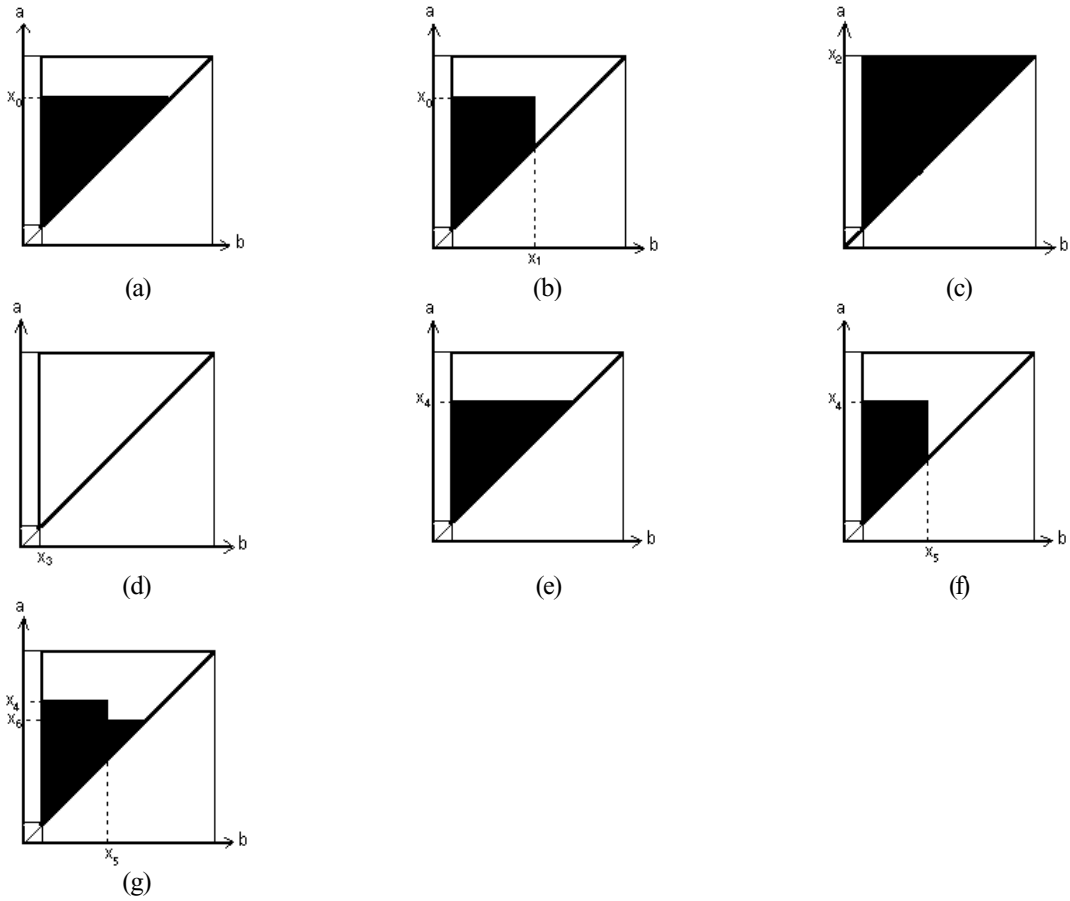 a
x₀
b
(a)
a
x₀
b
x₁
(b)
a
x₂
b
(c)
a
b
x₃
(d)
a
x₄
b
(e)
a
x₄
b
x₅
(f)
a
x₄
x₆
b
x₅
(g)